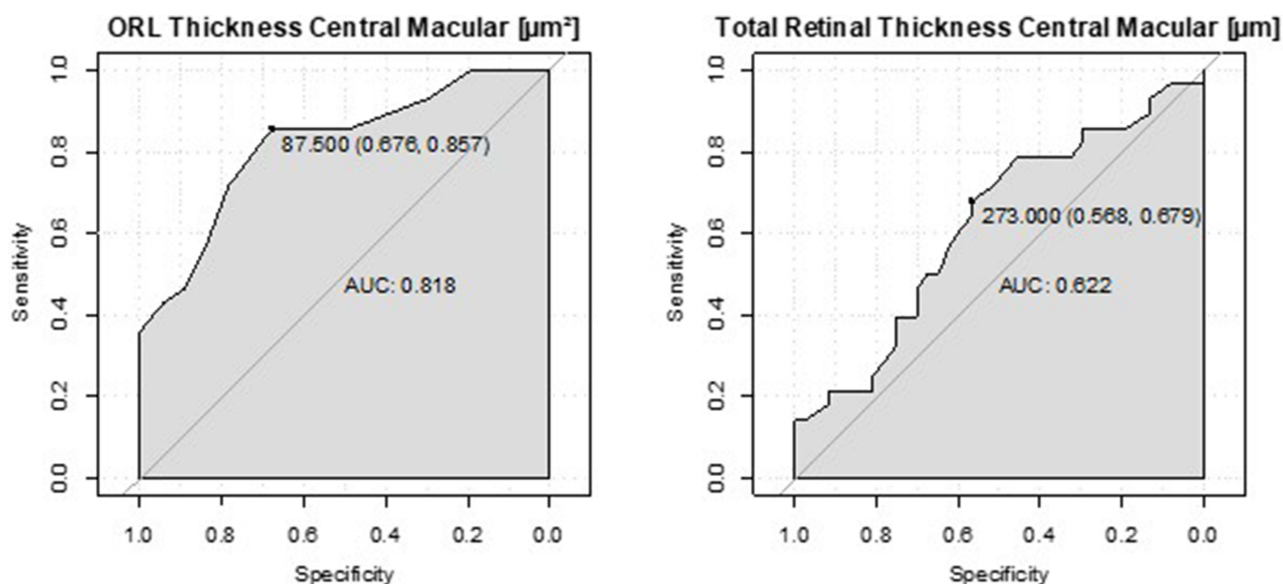 ORL Thickness Central Macular [µm²]
Sensitivity
1.0
0.8
0.6
0.4
0.2
0.0
87.500 (0.676, 0.857)
AUC: 0.818
1.0 0.8 0.6 0.4 0.2 0.0
Specificity
Total Retinal Thickness Central Macular [µm]
Sensitivity
1.0
0.8
0.6
0.4
0.2
0.0
273.000 (0.568, 0.679)
AUC: 0.622
1.0 0.8 0.6 0.4 0.2 0.0
Specificity